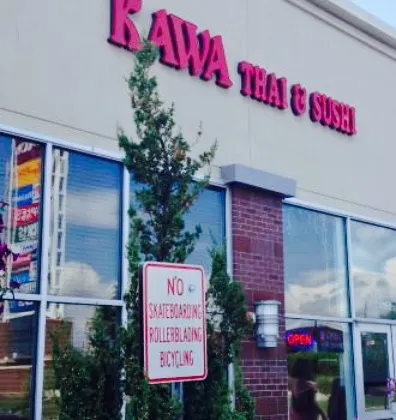 KAWA THAI & SUSHI
NO
SKATEBOARDING
ROLLERBLADING
BICYCLING
OPEN